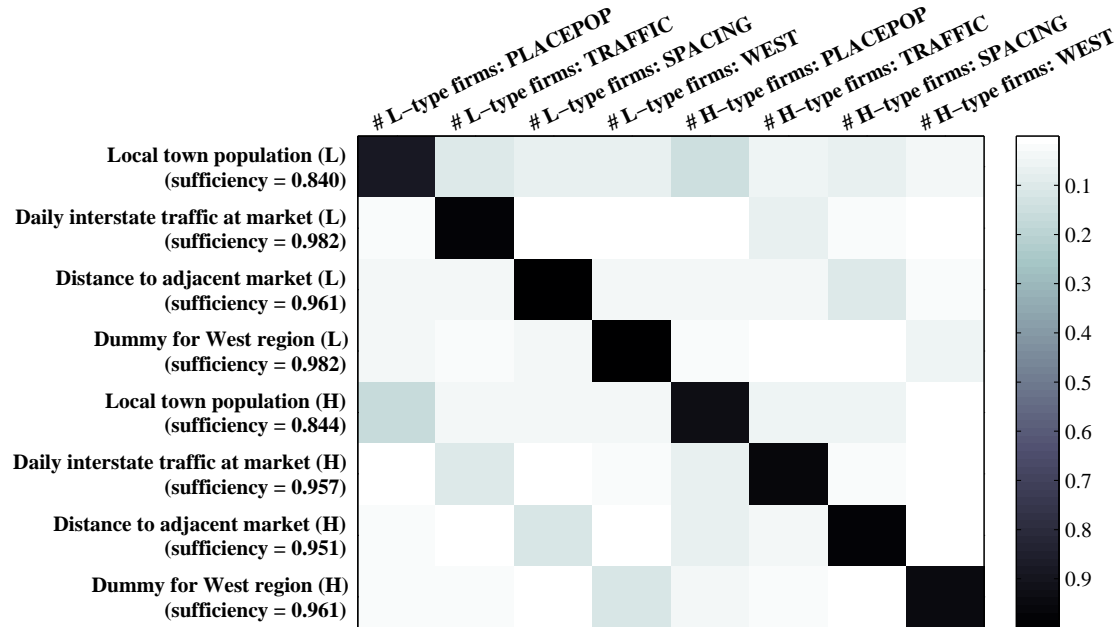 # L−type firms: PLACEPOP
# L−type firms: TRAFFIC
# L−type firms: SPACING
# L−type firms: WEST
# H−type firms: PLACEPOP
# H−type firms: TRAFFIC
# H−type firms: SPACING
# H−type firms: WEST
Local town population (L)
(sufficiency = 0.840)
Daily interstate traffic at market (L)
(sufficiency = 0.982)
Distance to adjacent market (L)
(sufficiency = 0.961)
Dummy for West region (L)
(sufficiency = 0.982)
Local town population (H)
(sufficiency = 0.844)
Daily interstate traffic at market (H)
(sufficiency = 0.957)
Distance to adjacent market (H)
(sufficiency = 0.951)
Dummy for West region (H)
(sufficiency = 0.961)
0.1
0.2
0.3
0.4
0.5
0.6
0.7
0.8
0.9